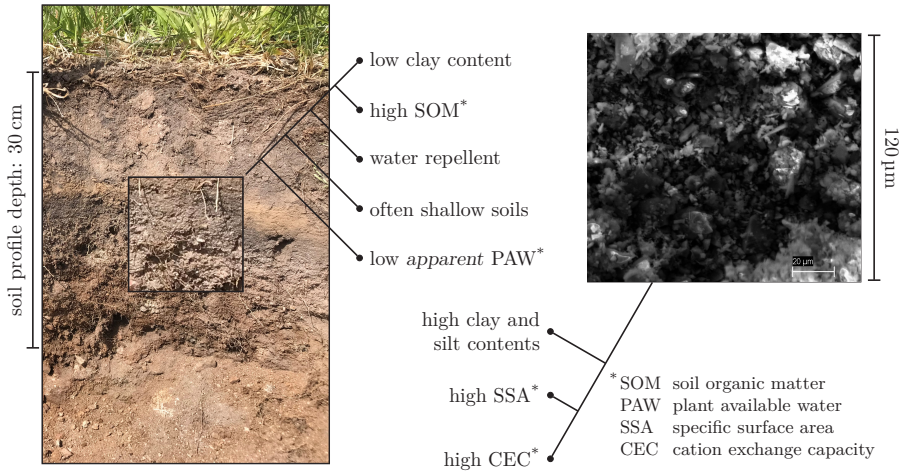 soil profile depth: 30 cm
low clay content
high SOM*
water repellent
often shallow soils
low apparent PAW*
120 µm
20 µm
high clay and
silt contents
high SSA*
high CEC*
*SOM soil organic matter
PAW plant available water
SSA specific surface area
CEC cation exchange capacity